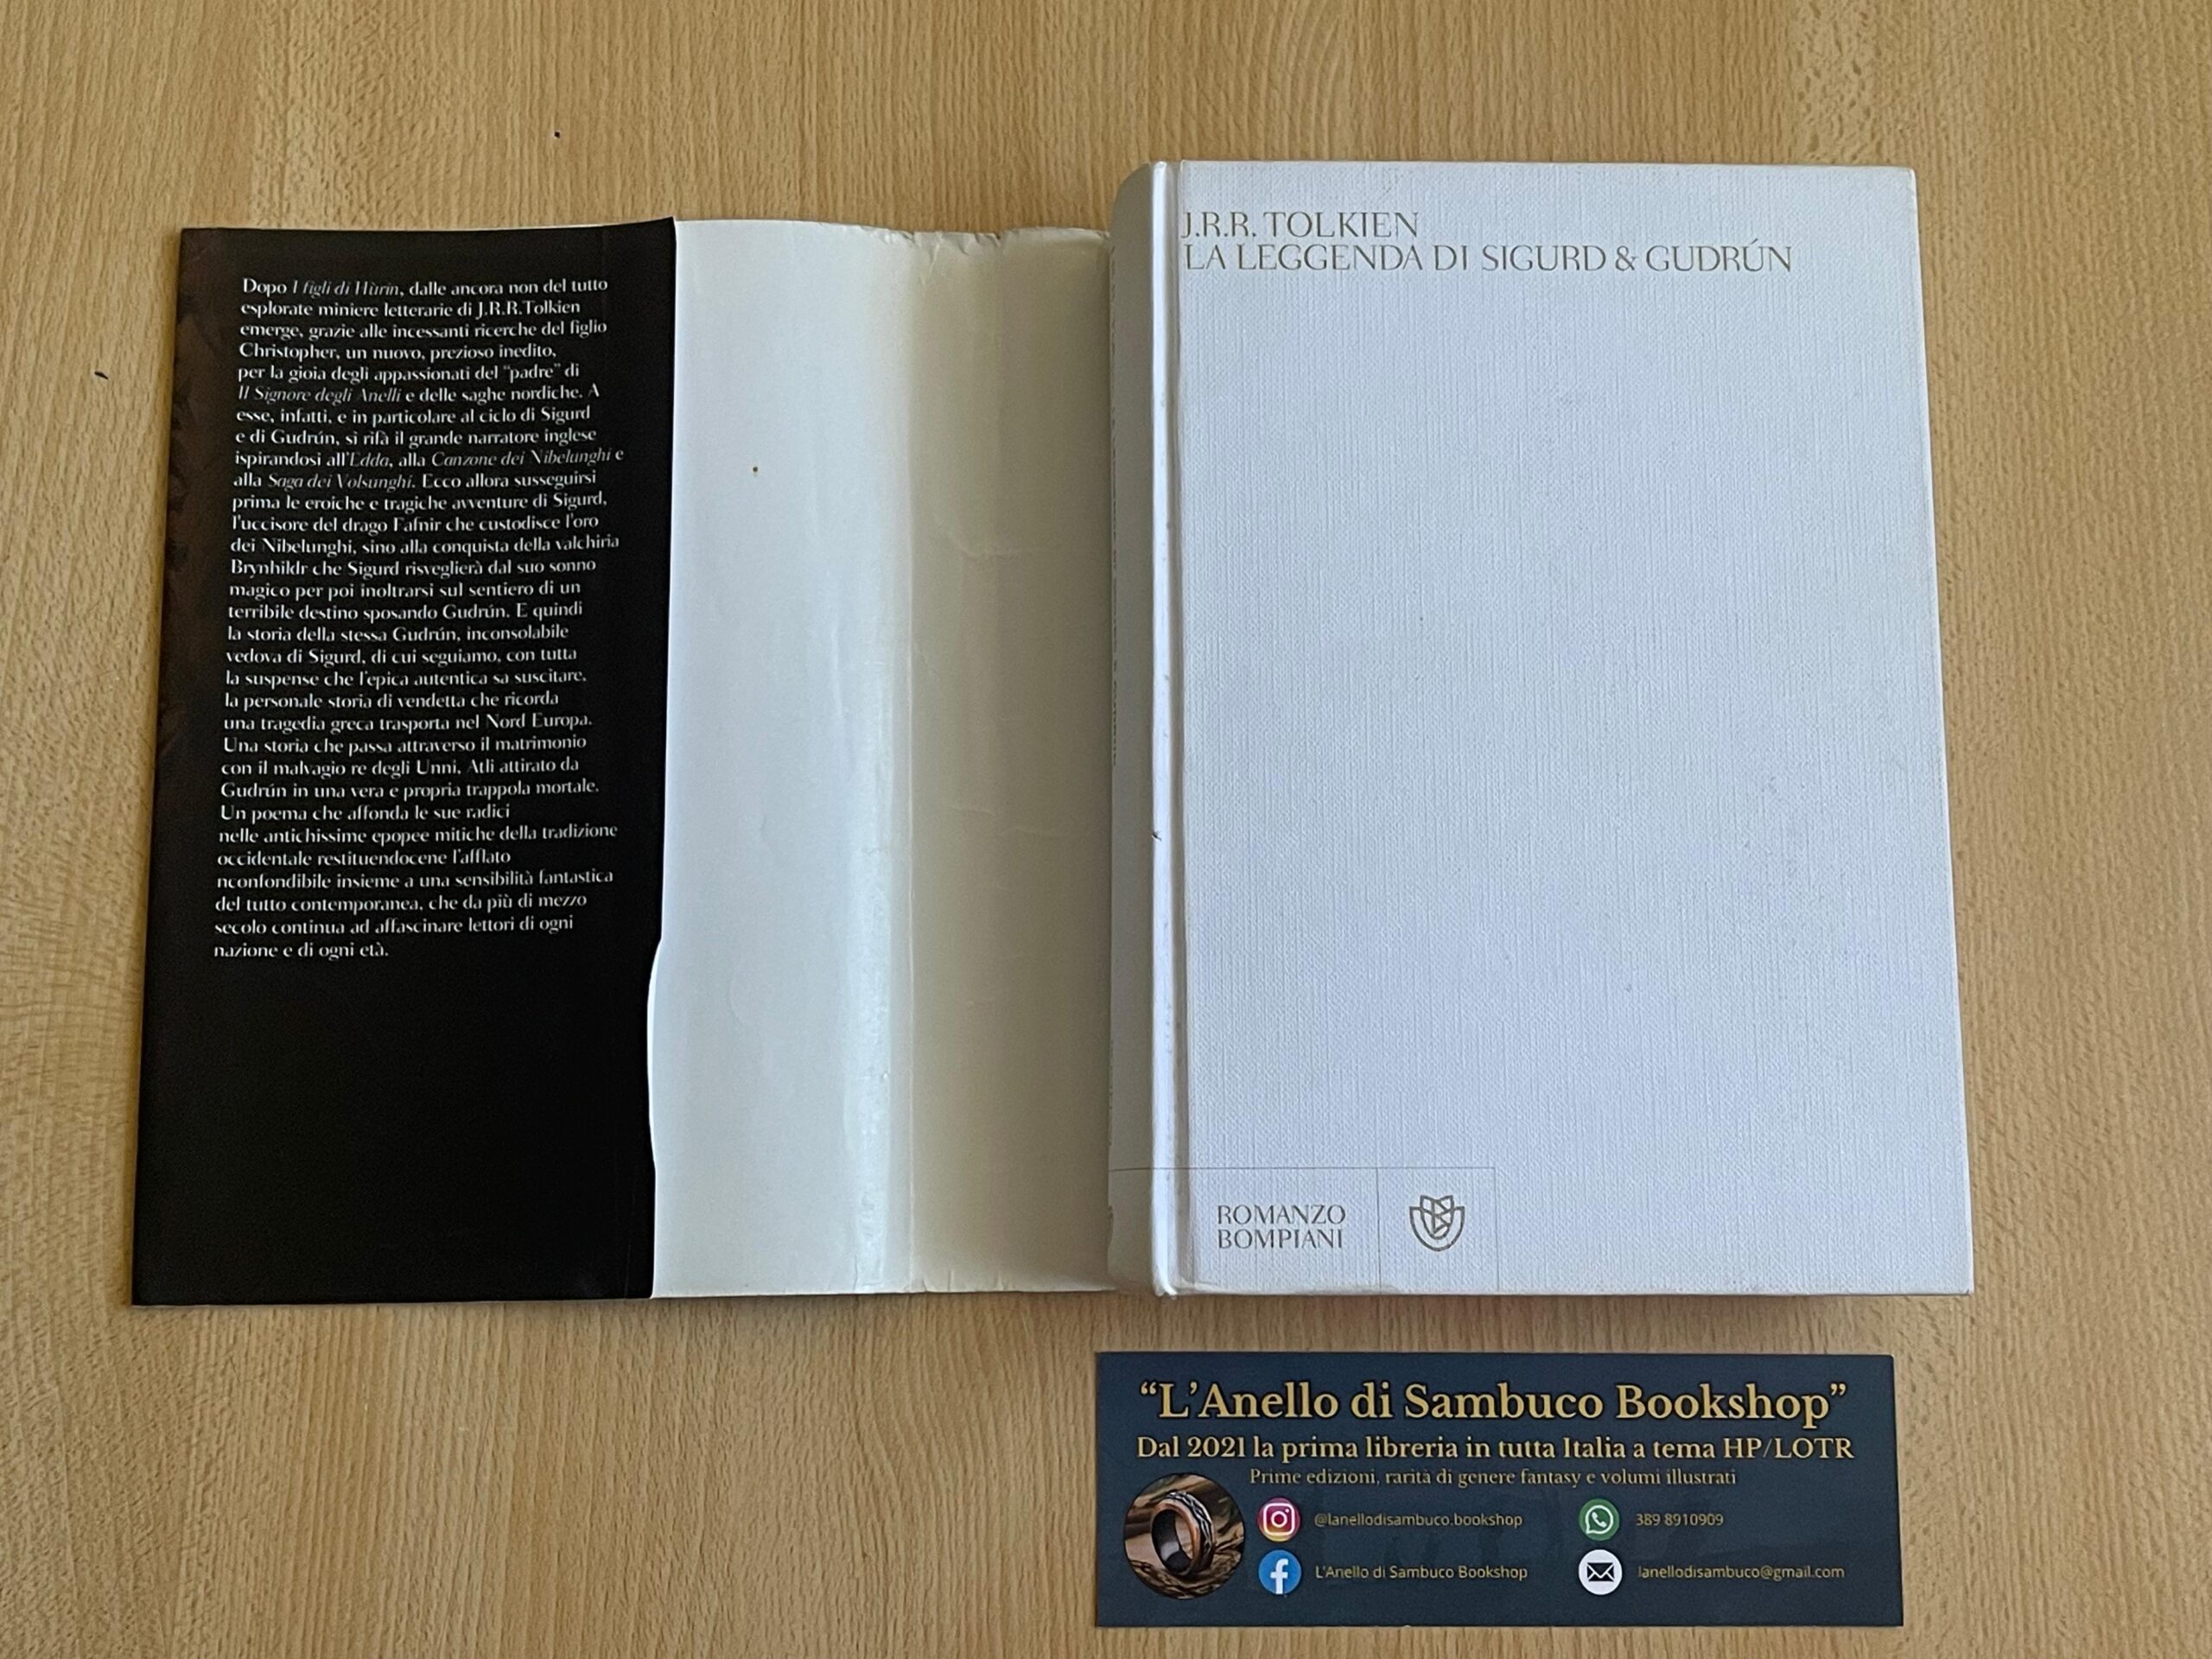 Dopo I figli di Hùrin, dalle ancora non del tutto
esplorate miniere letterarie di J.R.R.Tolkien
emerge, grazie alle incessanti ricerche del figlio
Christopher, un nuovo, prezioso inedito,
per la gioia degli appassionati del “padre” di
Il Signore degli Anelli e delle saghe nordiche. A
esse, infatti, e in particolare al ciclo di Sigurd
e di Gudrún, si rifà il grande narratore inglese
ispirandosi all'Edda, alla Canzone dei Nibelunghi e
alla Saga dei Volsunghi. Ecco allora susseguirsi
prima le eroiche e tragiche avventure di Sigurd,
l'uccisore del drago Fafnir che custodisce l'oro
dei Nibelunghi, sino alla conquista della valchiria
Brynhildr che Sigurd risveglierà dal suo sonno
magico per poi inoltrarsi sul sentiero di un
terribile destino sposando Gudrún. E quindi
la storia della stessa Gudrún, inconsolabile
vedova di Sigurd, di cui seguiamo, con tutta
la suspense che l'epica autentica sa suscitare,
la personale storia di vendetta che ricorda
una tragedia greca trasporta nel Nord Europa.
Una storia che passa attraverso il matrimonio
con il malvagio re degli Unni, Atli attirato da
Gudrún in una vera e propria trappola mortale.
Un poema che affonda le sue radici
nelle antichissime epopee mitiche della tradizione
occidentale restituendocene l'afflato
nconfondibile insieme a una sensibilità fantastica
del tutto contemporanea, che da più di mezzo
secolo continua ad affascinare lettori di ogni
nazione e di ogni età.
J.R.R. TOLKIEN
LA LEGGENDA DI SIGURD & GUDRÚN
ROMANZO
BOMPIANI
“L'Anello di Sambuco Bookshop”
Dal 2021 la prima libreria in tutta Italia a tema HP/LOTR
Prime edizioni, rarità di genere fantasy e volumi illustrati
@lanellodisambuco.bookshop
389 8910909
L'Anello di Sambuco Bookshop
lanellodisambuco@gmail.com